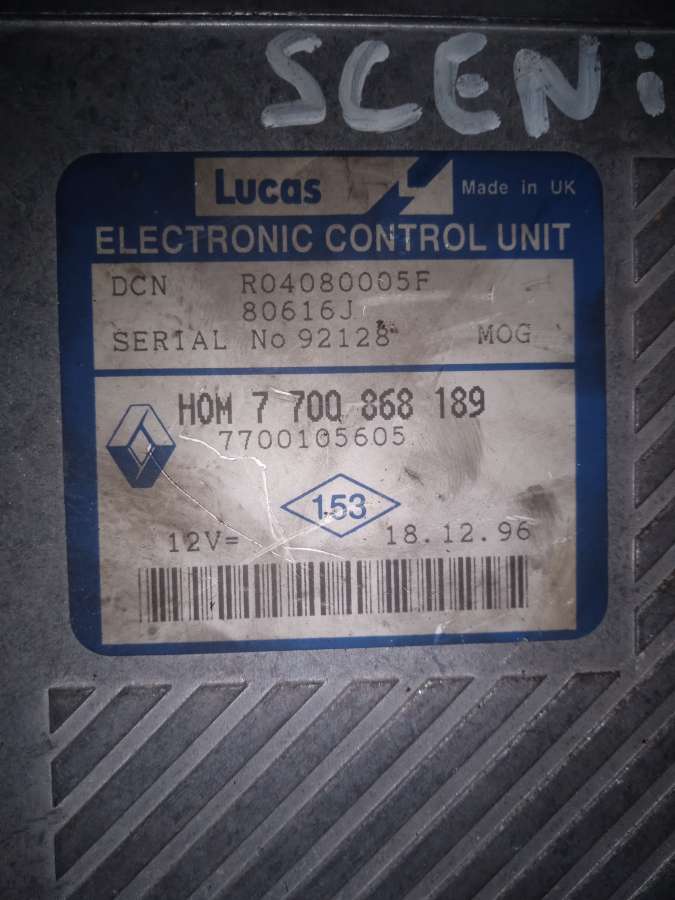 SCENi
Lucas Made in UK
ELECTRONIC CONTROL UNIT
DCN R04080005F
80616J
SERIAL No 92128 MOG
HOM 7 700 868 189
7700105605
153
12V= 18.12.96